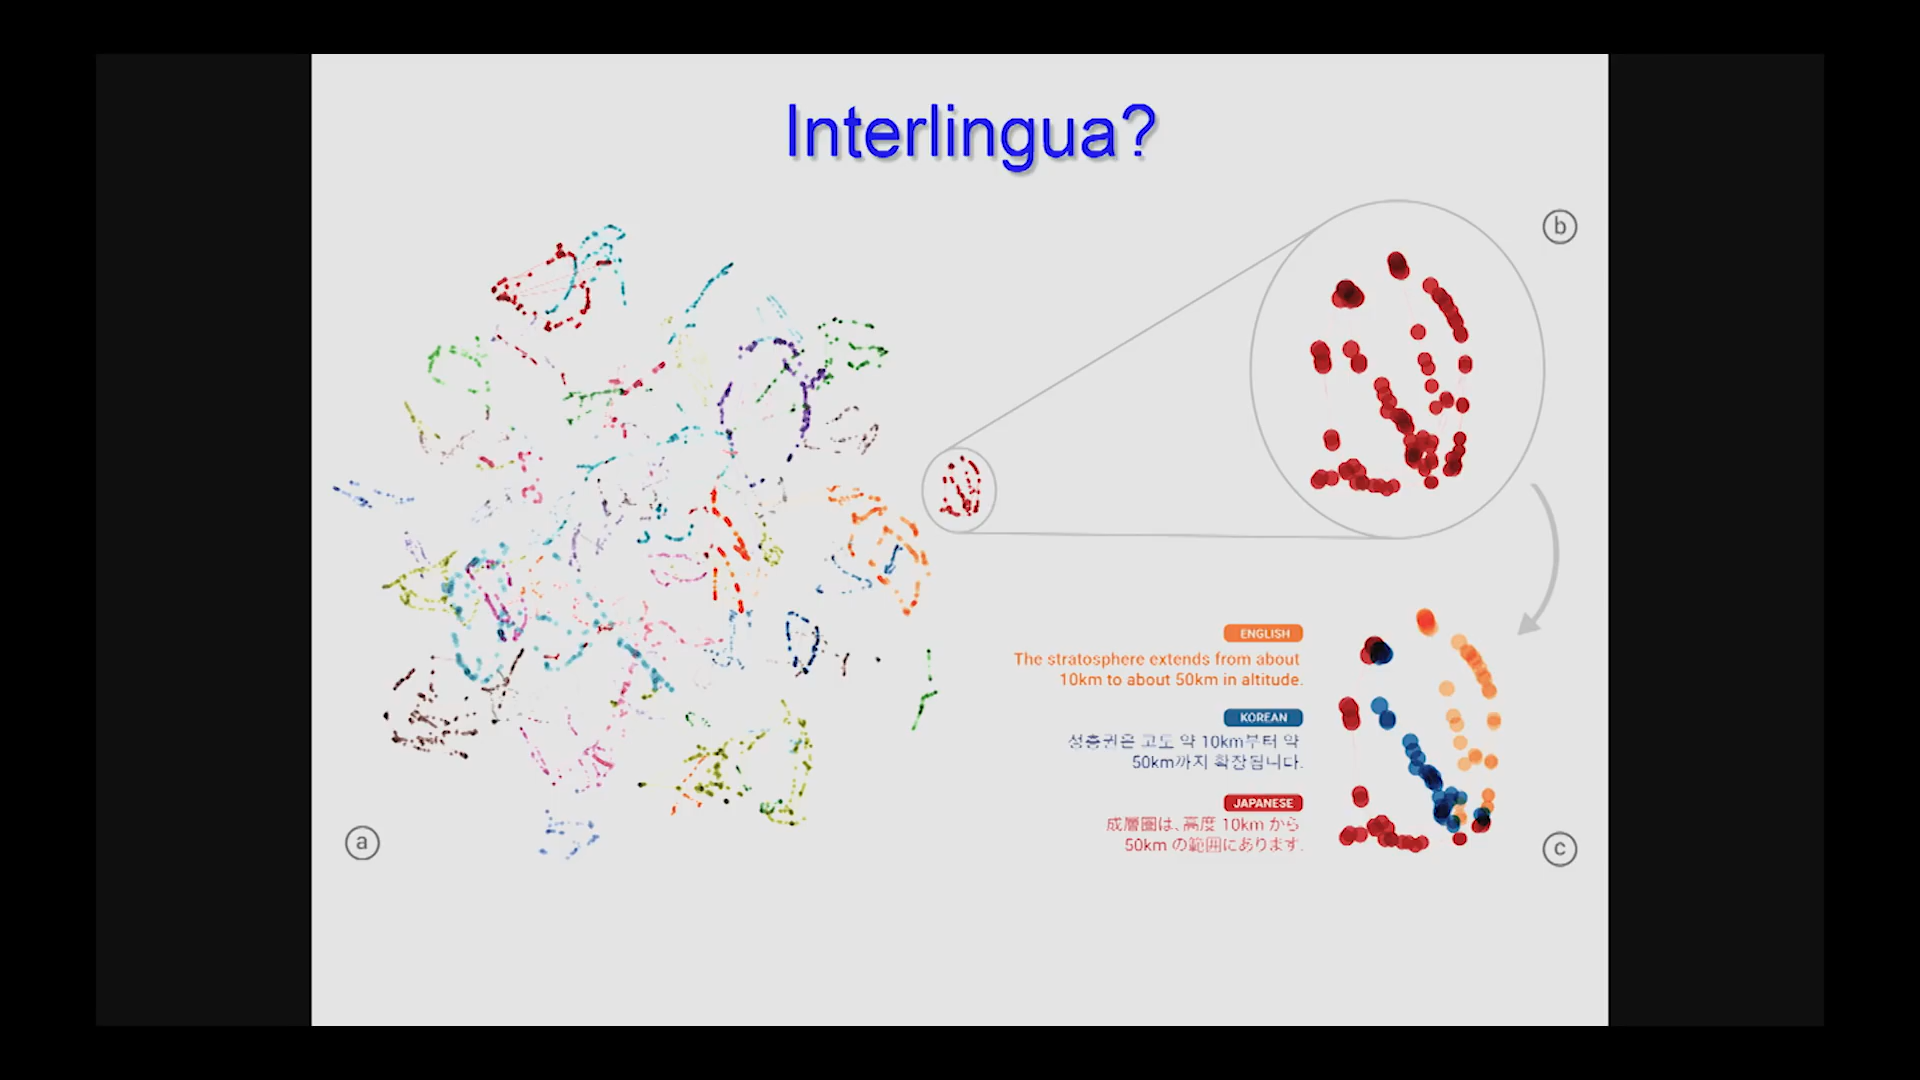 Interlingua?
b
ENGLISH
The stratosphere extends from about
10km to about 50km in altitude.
KOREAN
성층권은 고도 약 10km부터 약
50km까지 확장됩니다.
JAPANESE
成層圏は、高度 10km から
50km の範囲にあります.
a
c